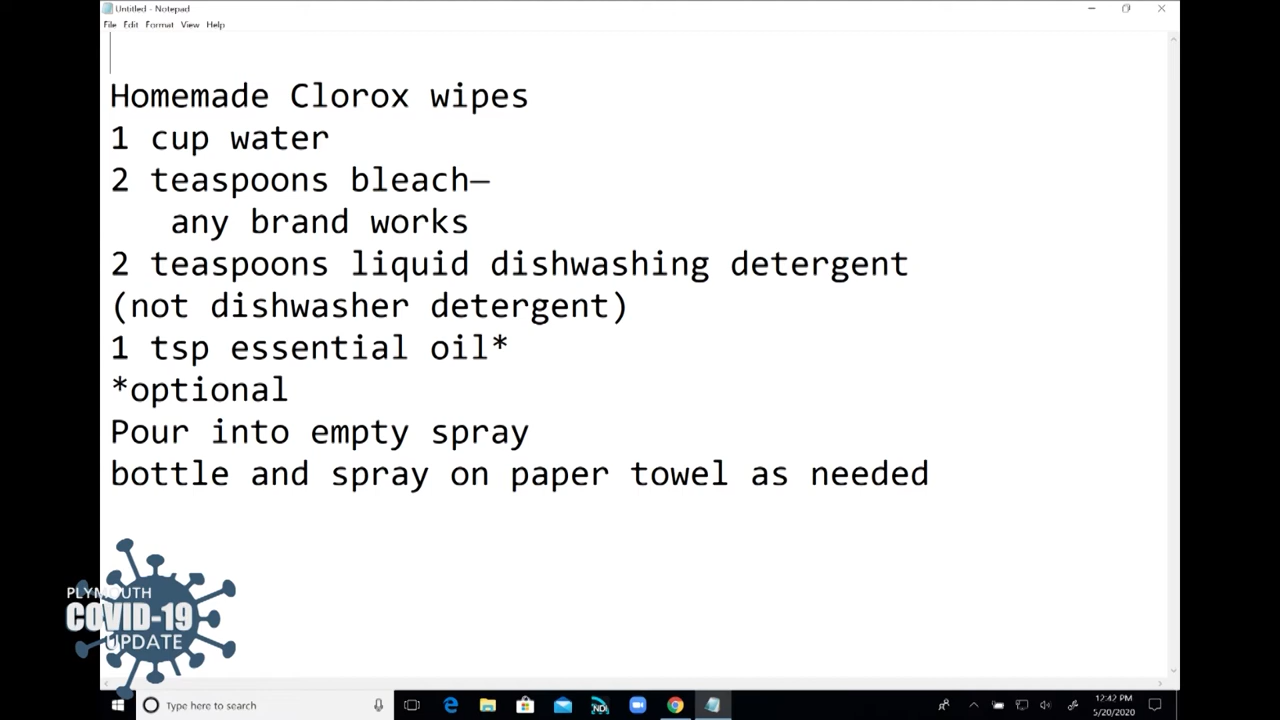 Untitled - Notepad
File Edit Format View Help
Homemade Clorox wipes
1 cup water
2 teaspoons bleach—
any brand works
2 teaspoons liquid dishwashing detergent
(not dishwasher detergent)
1 tsp essential oil*
*optional
Pour into empty spray
bottle and spray on paper towel as needed
PLYMOUTH
COVID-19
UPDATE
Type here to search
12:42 PM
5/20/2020